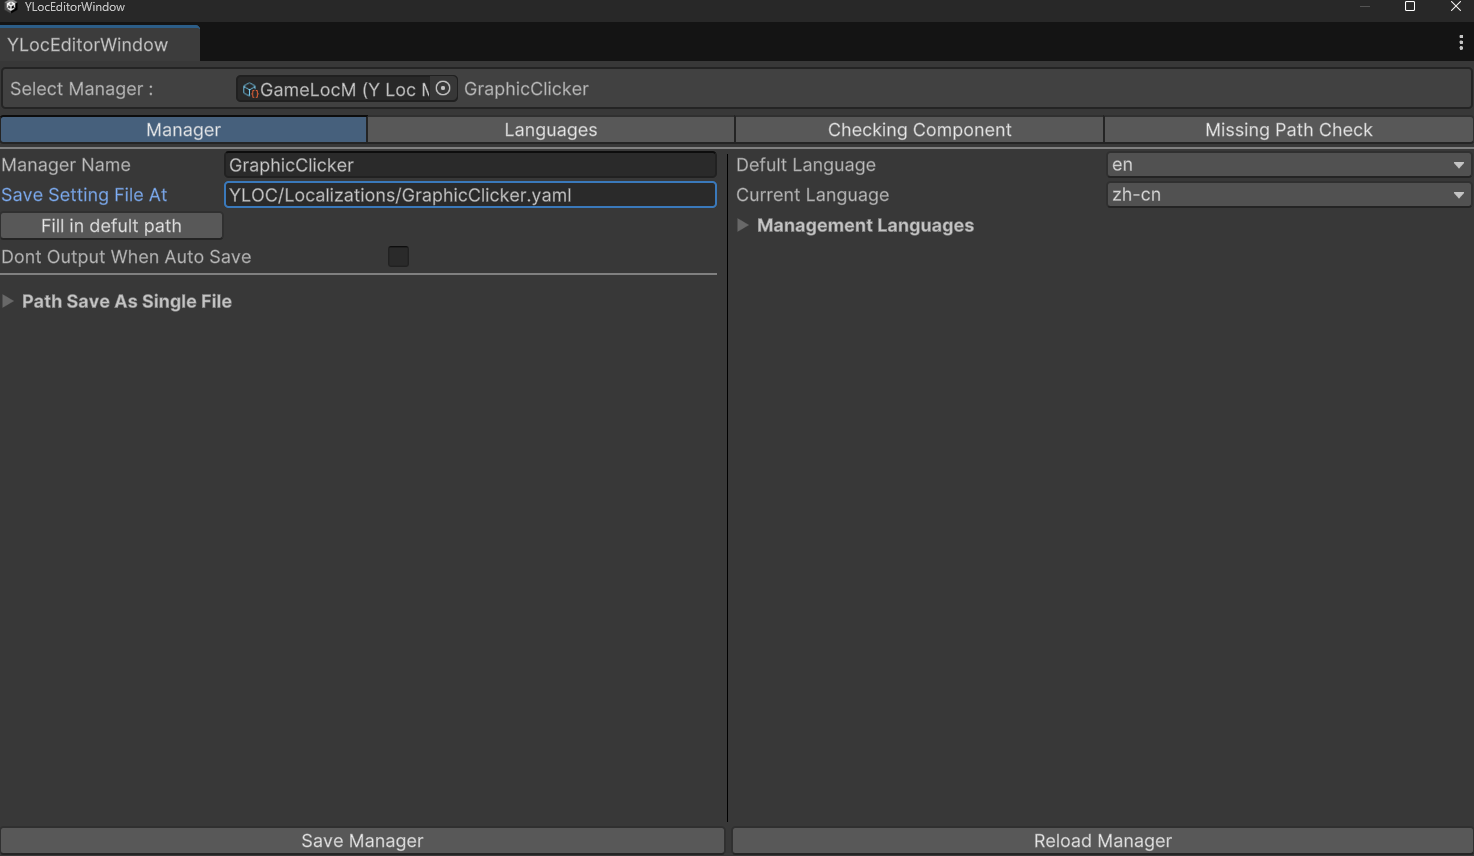 YLocEditorWindow
YLocEditorWindow
Select Manager : GameLocM (Y Loc M GraphicClicker
Manager Languages Checking Component Missing Path Check
Manager Name GraphicClicker
Save Setting File At YLOC/Localizations/GraphicClicker.yaml
Fill in defult path
Dont Output When Auto Save
Path Save As Single File
Defult Language en
Current Language zh-cn
Management Languages
Save Manager Reload Manager